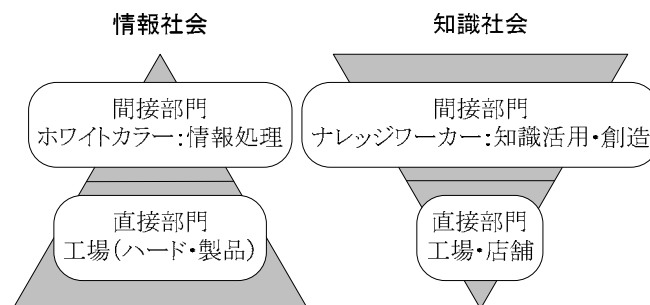 情報社会
間接部門
ホワイトカラー:情報処理
直接部門
工場(ハード・製品)
知識社会
間接部門
ナレッジワーカー:知識活用・創造
直接部門
工場・店舗